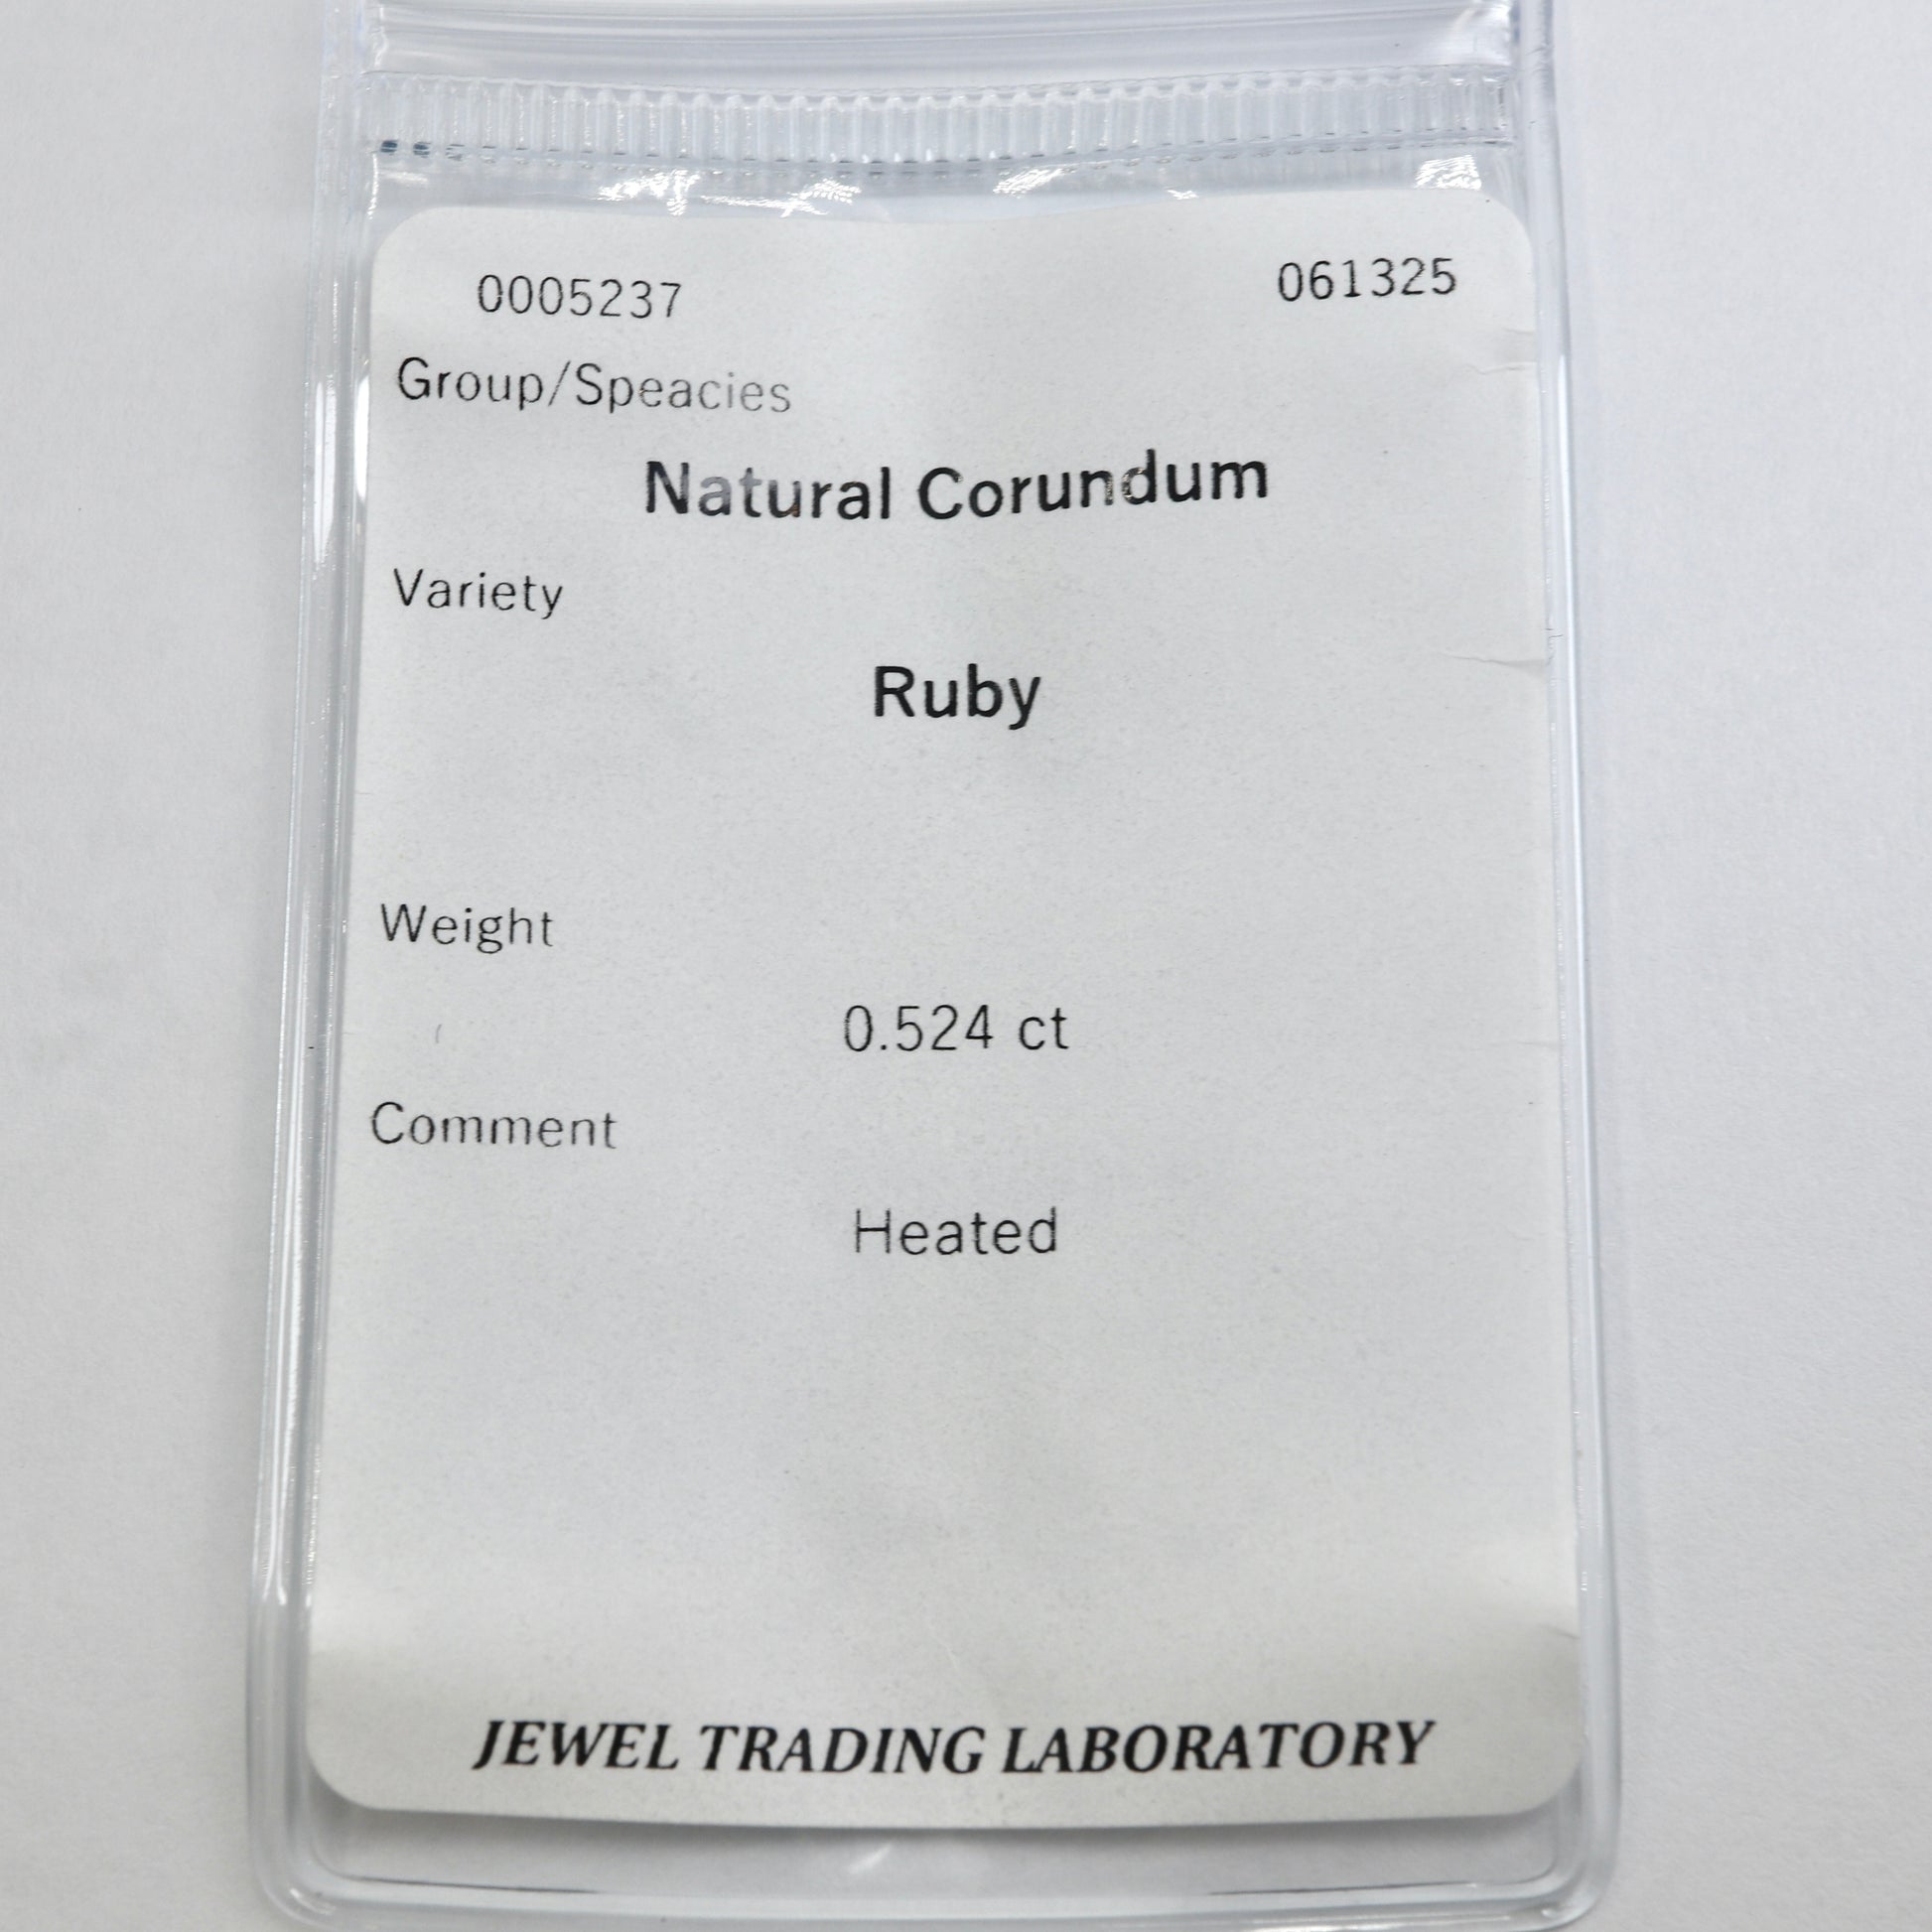 0005237 061325
Group/Speacies
Natural Corundum
Variety
Ruby
Weight
0.524 ct
Comment
Heated
JEWEL TRADING LABORATORY